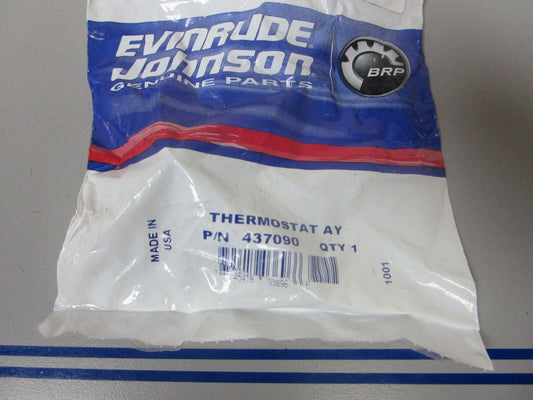 EVINRUDE
Johnson.
GENUINE PARTS
BRP
THERMOSTAT AY
P/N 437090 QTY 1
MADE IN
USA
1001